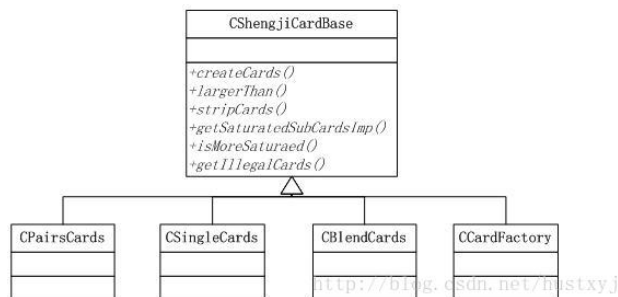 CShengjiCardBase
+createCards()
+largerThan()
+stripCards()
+getSaturatedSubCardsImp()
+isMoreSaturaed()
+getIllegalCards()
CPairsCards CSingleCards CBlendCards CCardFactory
http://blog.csdn.net/hustxyj